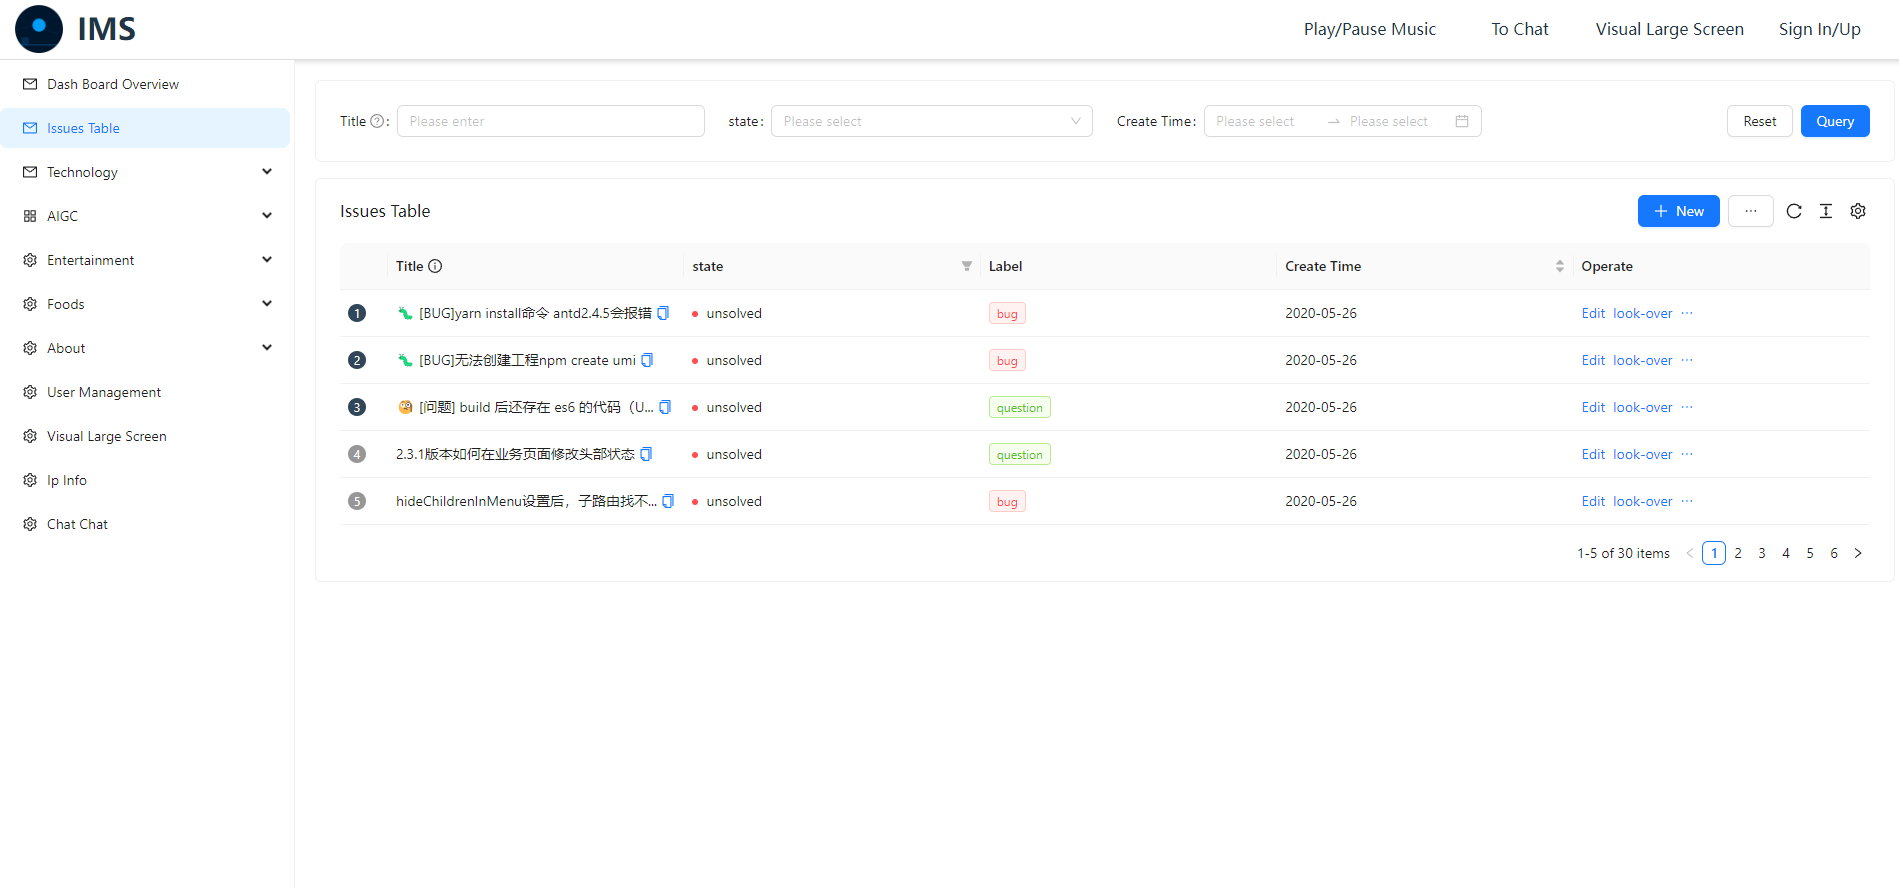 IMS
Play/Pause Music To Chat Visual Large Screen Sign In/Up
Dash Board Overview
Issues Table
Technology
AIGC
Entertainment
Foods
About
User Management
Visual Large Screen
Ip Info
Chat Chat
Title : Please enter state : Please select Create Time : Please select Please select Reset Query
Issues Table New ···
Title state Label Create Time Operate
1 🐛 [BUG]yarn install命令 antd2.4.5会报错 unsolved bug 2020-05-26 Edit look-over ···
2 🐛 [BUG]无法创建工程npm create umi unsolved bug 2020-05-26 Edit look-over ···
3 🧐 [问题] build 后还存在 es6 的代码（U... unsolved question 2020-05-26 Edit look-over ···
4 2.3.1版本如何在业务页面修改头部状态 unsolved question 2020-05-26 Edit look-over ···
5 hideChildrenInMenu设置后，子路由找不... unsolved bug 2020-05-26 Edit look-over ···
1-5 of 30 items < 1 2 3 4 5 6 >